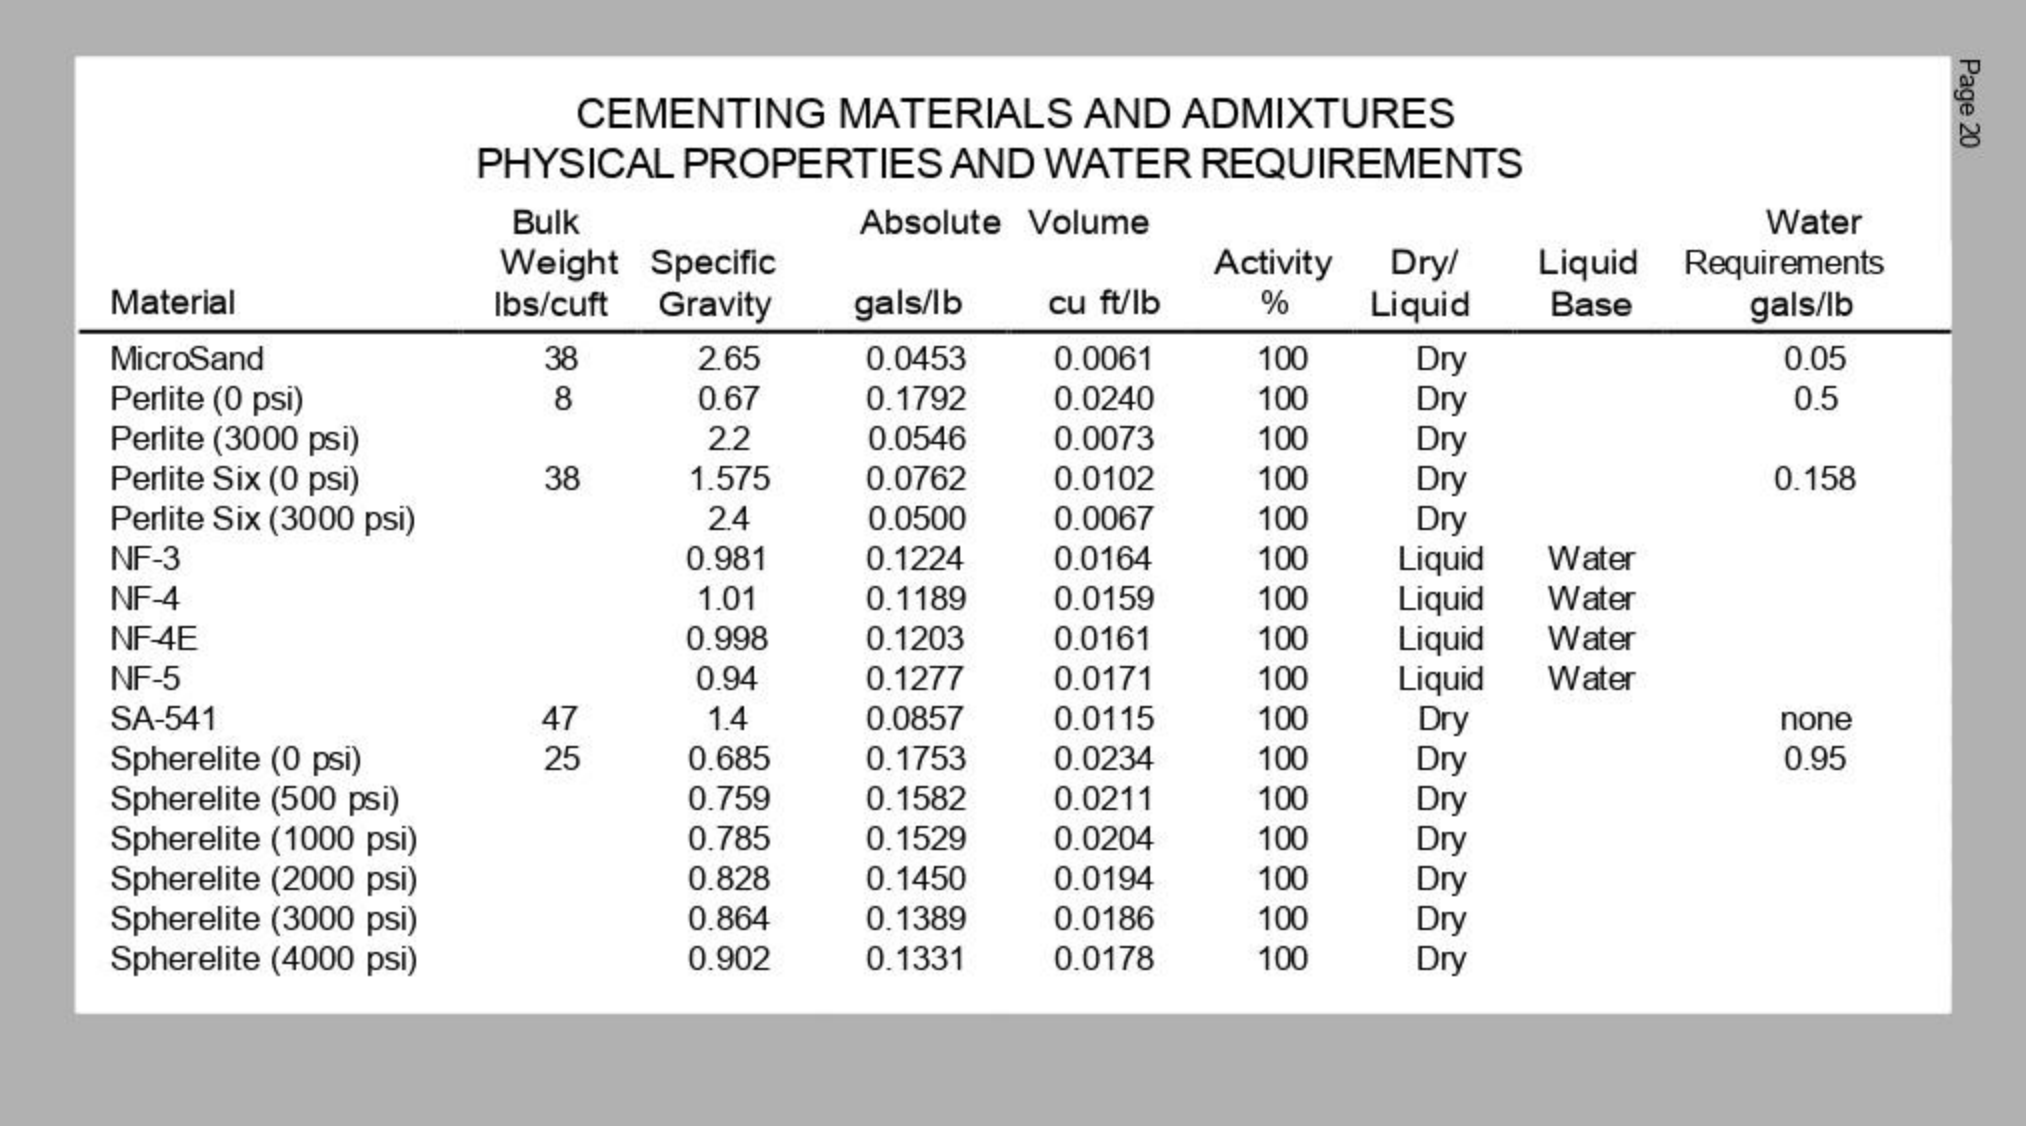 Page 20
CEMENTING MATERIALS AND ADMIXTURES
PHYSICAL PROPERTIES AND WATER REQUIREMENTS
Bulk Absolute Volume Water
Weight Specific Activity Dry/ Liquid Requirements
Material lbs/cuft Gravity gals/lb cu ft/lb % Liquid Base gals/lb
MicroSand 38 2.65 0.0453 0.0061 100 Dry 0.05
Perlite (0 psi) 8 0.67 0.1792 0.0240 100 Dry 0.5
Perlite (3000 psi) 2.2 0.0546 0.0073 100 Dry
Perlite Six (0 psi) 38 1.575 0.0762 0.0102 100 Dry 0.158
Perlite Six (3000 psi) 2.4 0.0500 0.0067 100 Dry
NF-3 0.981 0.1224 0.0164 100 Liquid Water
NF-4 1.01 0.1189 0.0159 100 Liquid Water
NF-4E 0.998 0.1203 0.0161 100 Liquid Water
NF-5 0.94 0.1277 0.0171 100 Liquid Water
SA-541 47 1.4 0.0857 0.0115 100 Dry none
Spherelite (0 psi) 25 0.685 0.1753 0.0234 100 Dry 0.95
Spherelite (500 psi) 0.759 0.1582 0.0211 100 Dry
Spherelite (1000 psi) 0.785 0.1529 0.0204 100 Dry
Spherelite (2000 psi) 0.828 0.1450 0.0194 100 Dry
Spherelite (3000 psi) 0.864 0.1389 0.0186 100 Dry
Spherelite (4000 psi) 0.902 0.1331 0.0178 100 Dry